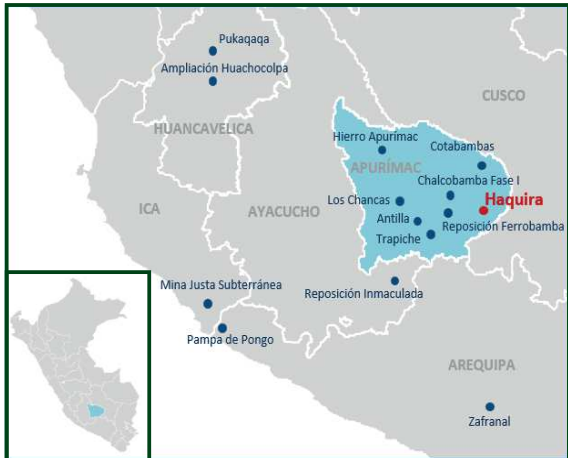 Pukaqaqa
Ampliación Huachocolpa
CUSCO
HUANCAVELICA
Hierro Apurimac
Cotabambas
APURÍMAC
Chalcobamba Fase I
Los Chancas
Haquira
ICA
AYACUCHO
Antilla
Reposición Ferrobamba
Trapiche
Mina Justa Subterránea
Reposición Inmaculada
Pampa de Pongo
AREQUIPA
Zafranal